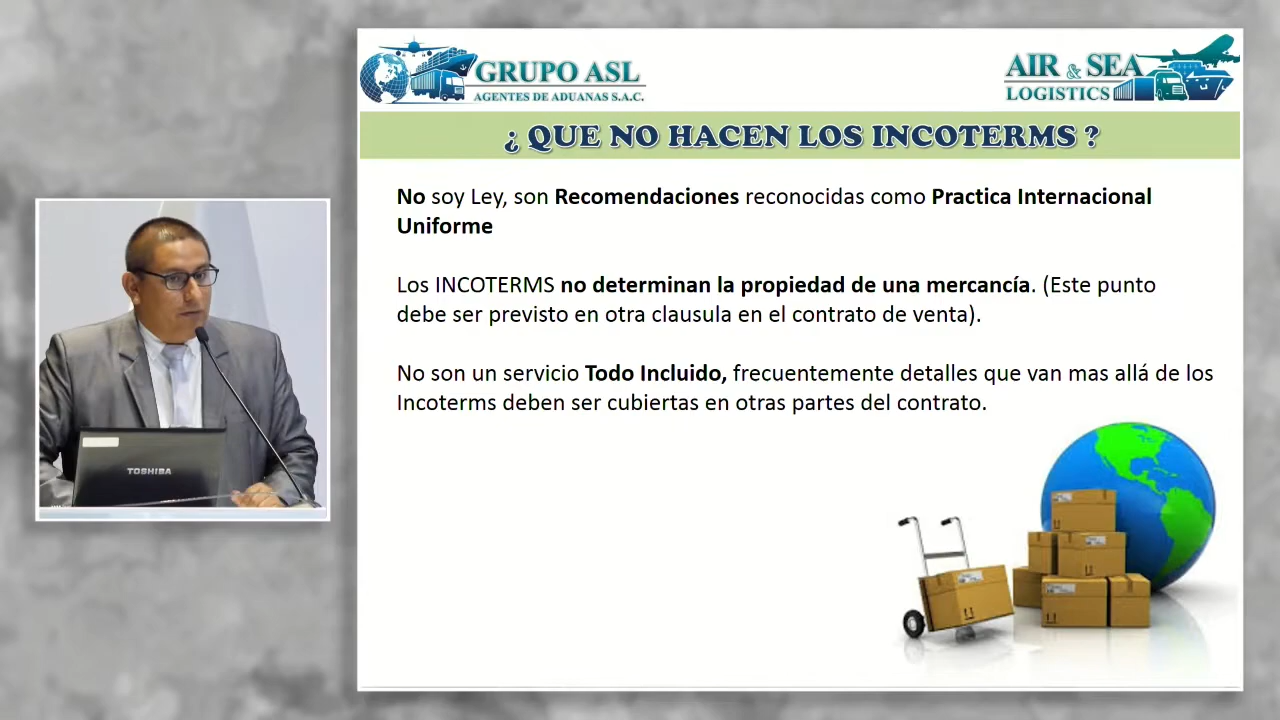 GRUPO ASL
AGENTES DE ADUANAS S.A.C.
AIR & SEA
LOGISTICS
¿ QUE NO HACEN LOS INCOTERMS ?
No soy Ley, son Recomendaciones reconocidas como Practica Internacional
Uniforme
Los INCOTERMS no determinan la propiedad de una mercancía. (Este punto
debe ser previsto en otra clausula en el contrato de venta).
No son un servicio Todo Incluido, frecuentemente detalles que van mas allá de los
Incoterms deben ser cubiertas en otras partes del contrato.
TOSHIBA